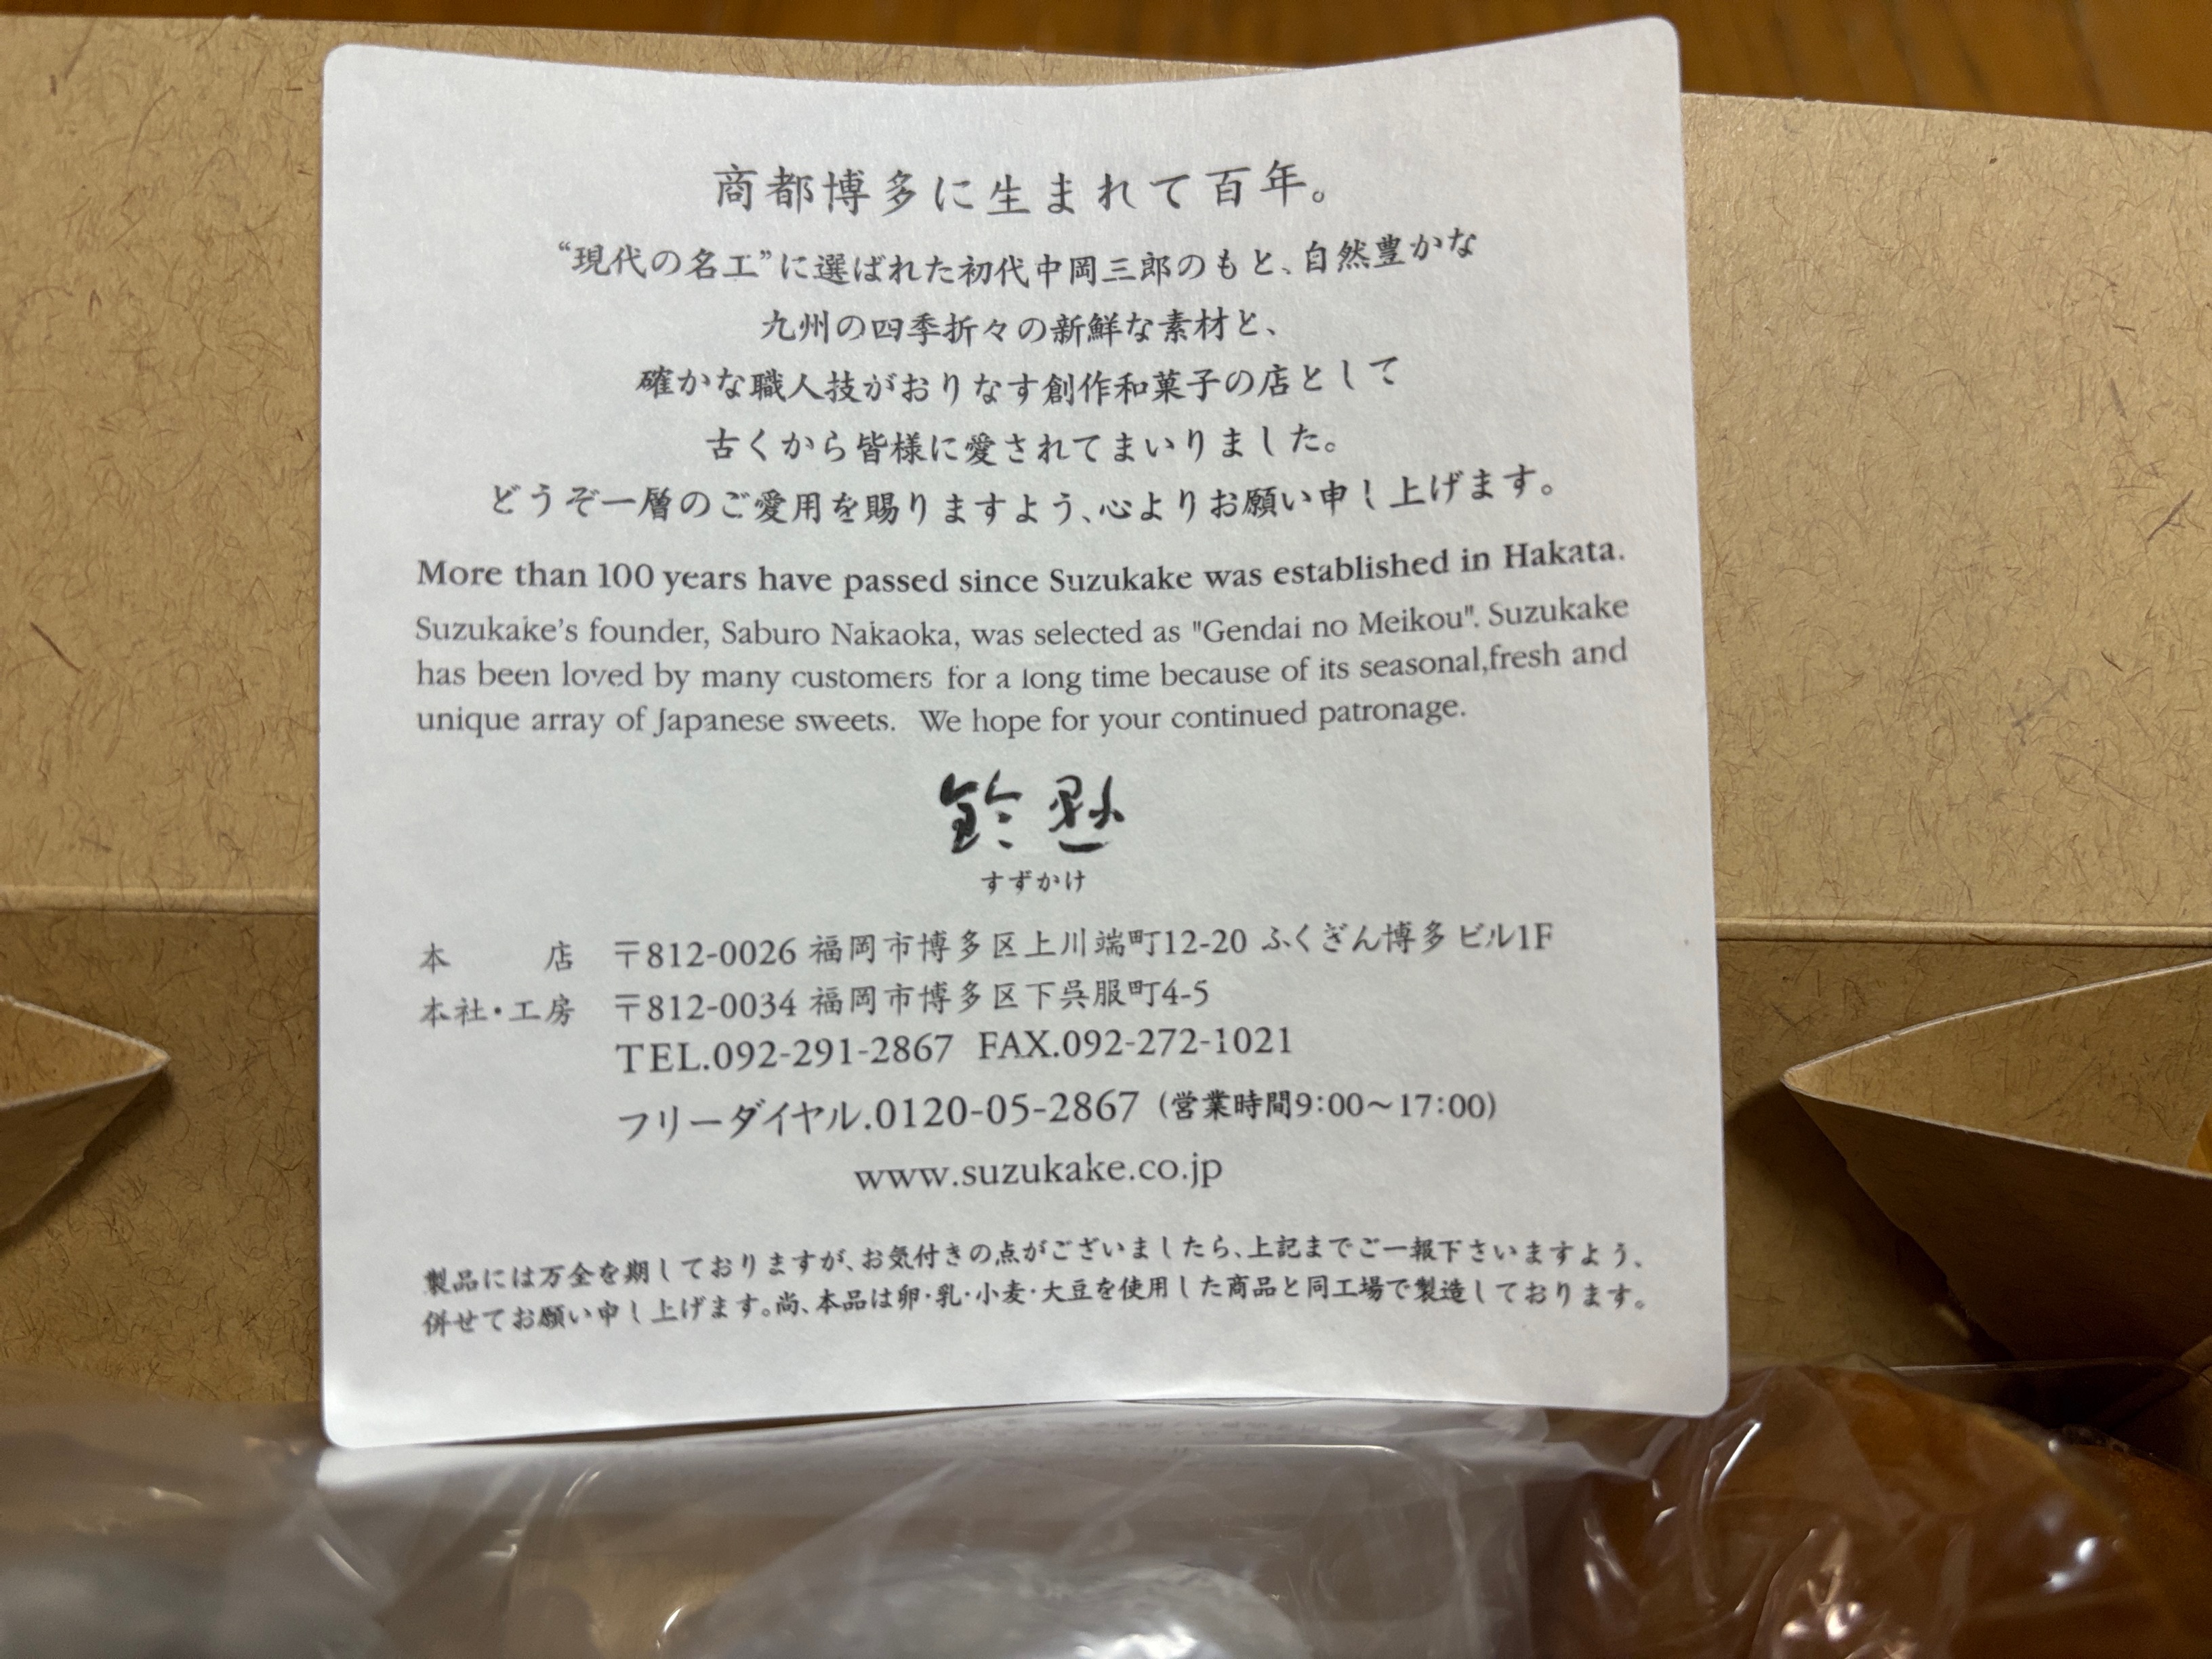 商都博多に生まれて百年。
“現代の名工”に選ばれた初代中岡三郎のもと、自然豊かな
九州の四季折々の新鮮な素材と、
確かな職人技がおりなす創作和菓子の店として
古くから皆様に愛されてまいりました。
どうぞ一層のご愛用を賜りますよう、心よりお願い申し上げます。
More than 100 years have passed since Suzukake was established in Hakata.
Suzukake's founder, Saburo Nakaoka, was selected as "Gendai no Meikou". Suzukake
has been loved by many customers for a long time because of its seasonal,fresh and
unique array of Japanese sweets. We hope for your continued patronage.
鈴懸
すずかけ
本店 〒812-0026 福岡市博多区上川端町12-20 ふくぎん博多ビル1F
本社・工房 〒812-0034 福岡市博多区下呉服町4-5
TEL.092-291-2867 FAX.092-272-1021
フリーダイヤル.0120-05-2867（営業時間9:00～17:00）
www.suzukake.co.jp
製品には万全を期しておりますが、お気付きの点がございましたら、上記までご一報下さいますよう、
併せてお願い申し上げます。尚、本品は卵・乳・小麦・大豆を使用した商品と同工場で製造しております。